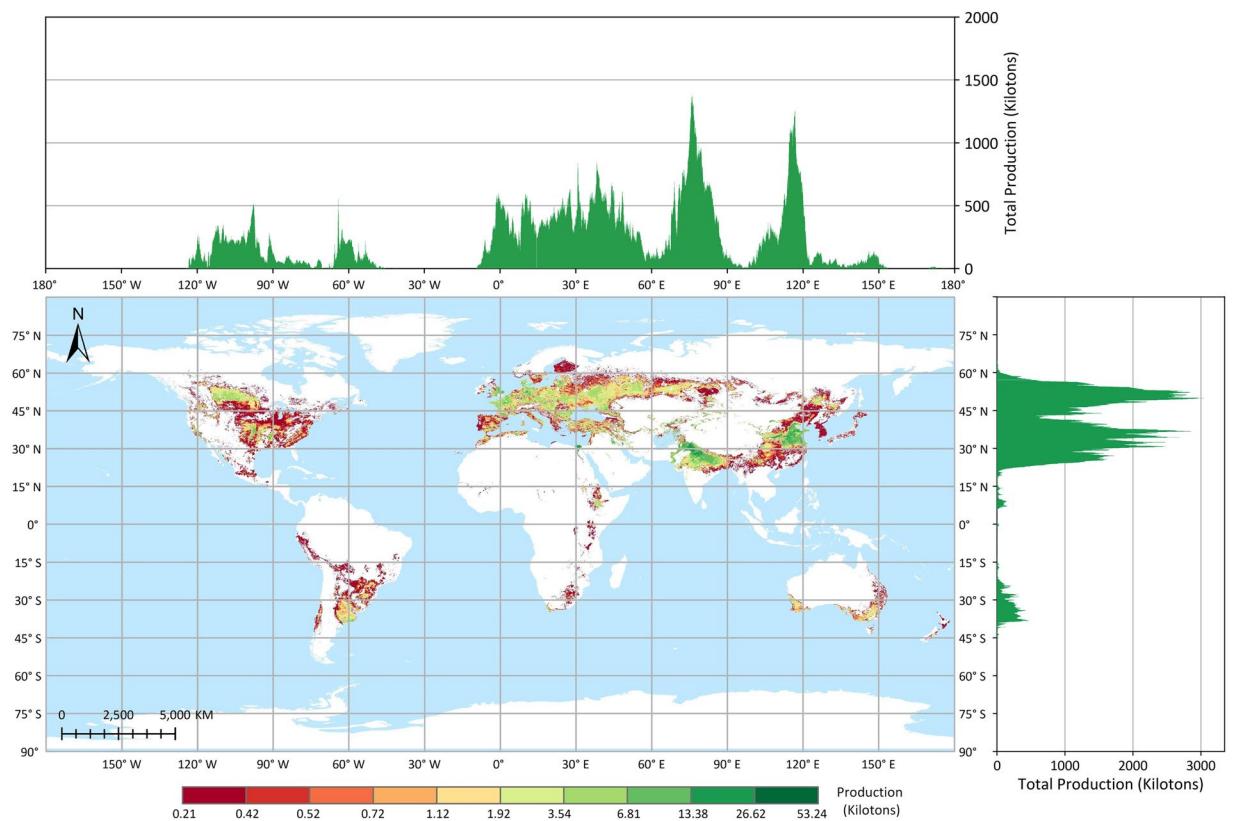 2000
1500
1000
500
0
Total Production (Kilotons)
180° 150° W 120° W 90° W 60° W 30° W 0° 30° E 60° E 90° E 120° E 150° E 180°
N
75° N
60° N
45° N
30° N
15° N
0°
15° S
30° S
45° S
60° S
75° S
90°
0 2,500 5,000 KM
150° W 120° W 90° W 60° W 30° W 0° 30° E 60° E 90° E 120° E 150° E
75° N
60° N
45° N
30° N
15° N
0°
15° S
30° S
45° S
60° S
75° S
90°
0 1000 2000 3000
Total Production (Kilotons)
0.21 0.42 0.52 0.72 1.12 1.92 3.54 6.81 13.38 26.62 53.24
Production
(Kilotons)